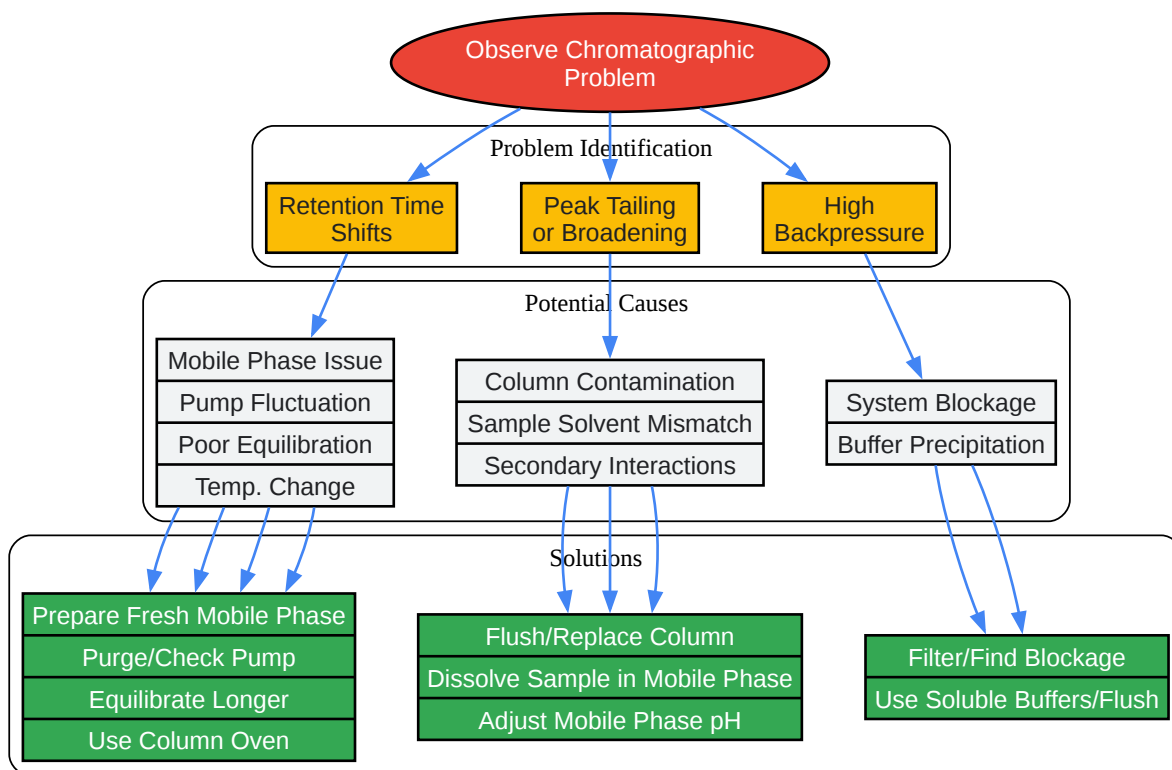 Observe Chromatographic
Problem
Problem Identification
Retention Time
Shifts
Peak Tailing
or Broadening
High
Backpressure
Potential Causes
Mobile Phase Issue
Pump Fluctuation
Poor Equilibration
Temp. Change
Column Contamination
Sample Solvent Mismatch
Secondary Interactions
System Blockage
Buffer Precipitation
Solutions
Prepare Fresh Mobile Phase
Purge/Check Pump
Equilibrate Longer
Use Column Oven
Flush/Replace Column
Dissolve Sample in Mobile Phase
Adjust Mobile Phase pH
Filter/Find Blockage
Use Soluble Buffers/Flush